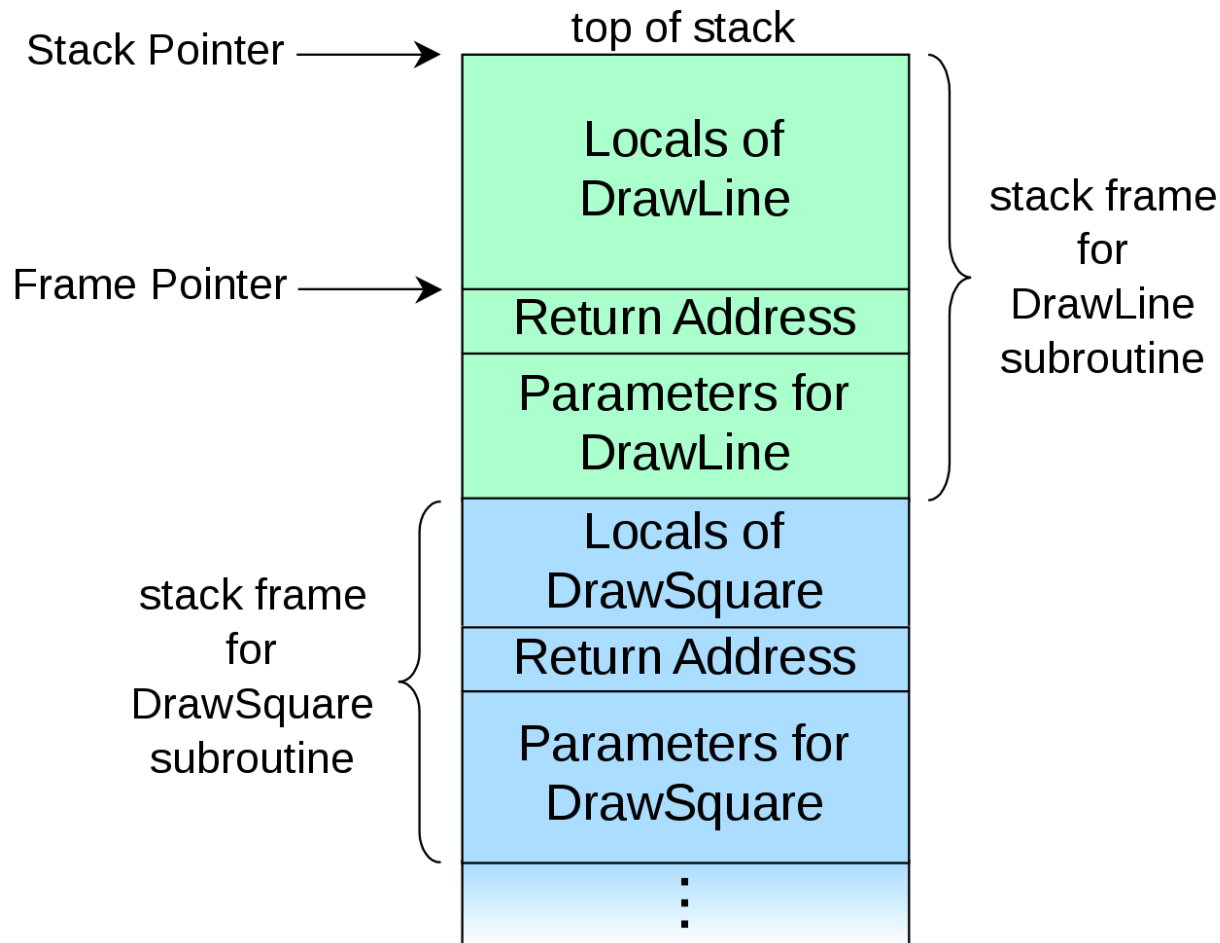 top of stack
Stack Pointer
Locals of
DrawLine
stack frame
for
DrawLine
subroutine
Frame Pointer
Return Address
Parameters for
DrawLine
Locals of
DrawSquare
stack frame
for
DrawSquare
subroutine
Return Address
Parameters for
DrawSquare
⋮